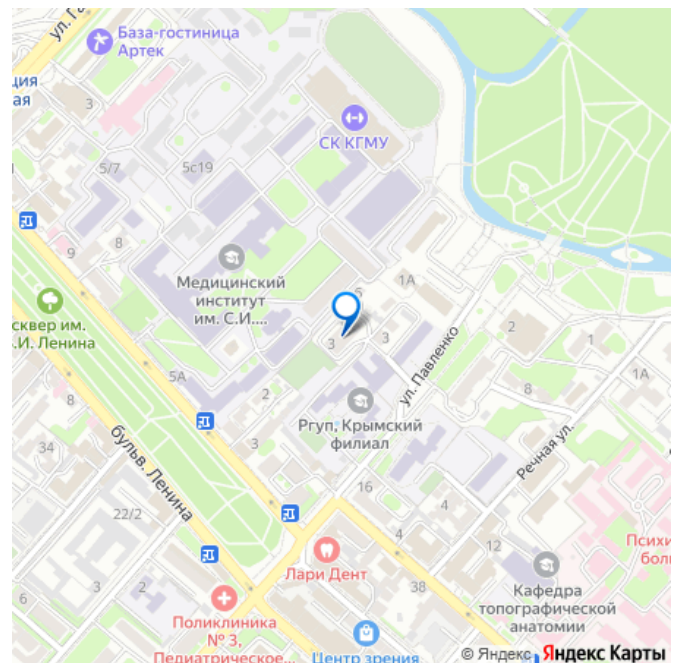 ул. Га
База-гостиница
Артек
ция
ая
3
СК КГМУ
5/7
5с19
8
9
Медицинский
институт
им. С.И....
1А
сквер им.
.И. Ленина
3
3
2
5А
ул. Павленко
2
8
1А
8
Ргуп, Крымский
филиал
Речная ул.
3
34
бульв. Ленина
16
22/2
4
4
12
Психи
боль
Лари Дент
38
6
3
2
Кафедра
топографической
анатомии
Поликлиника
№ 3,
Педиатрическое...
Центр зрения
© Яндекс Яндекс Карты